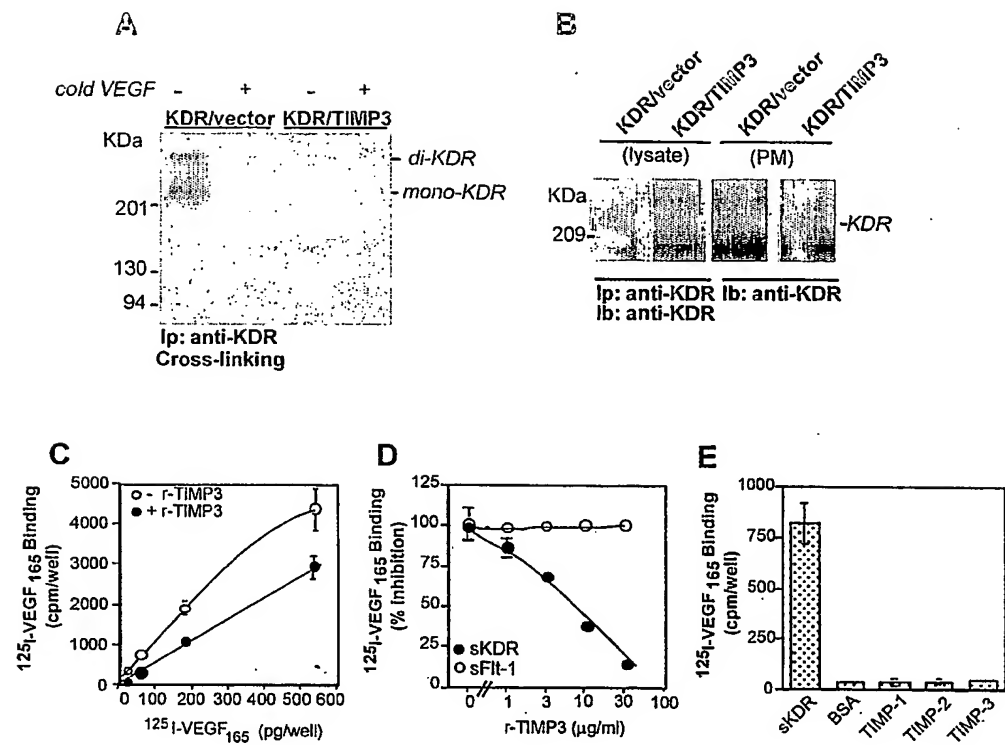 A
cold VEGF - + - +
KDR/vector KDR/TIMP3
KDa
di-KDR
mono-KDR
201
130
94
Ip: anti-KDR
Cross-linking
B
KDR/vector KDR/TIMP3 KDR/vector KDR/TIMP3
(lysate) (PM)
KDa
209
-KDR
Ip: anti-KDR Ib: anti-KDR
Ib: anti-KDR
C
125I-VEGF165 Binding
(cpm/well)
5000
4000
3000
2000
1000
0
- r-TIMP3
+ r-TIMP3
0 100 200 300 400 500 600
125I-VEGF165 (pg/well)
D
125I-VEGF165 Binding
(% Inhibition)
125
100
75
50
25
0
sKDR
sFlt-1
0 1 3 10 30 100
r-TIMP3 (µg/ml)
E
125I-VEGF165 Binding
(cpm/well)
1000
750
500
250
0
sKDR BSA TIMP-1 TIMP-2 TIMP-3